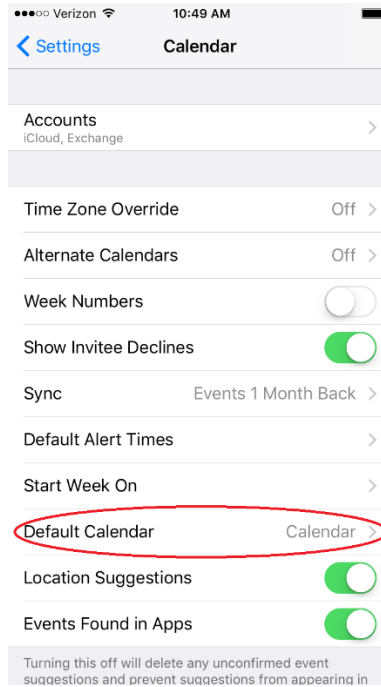 Verizon 10:49 AM
Settings Calendar
Accounts
iCloud, Exchange
Time Zone Override Off
Alternate Calendars Off
Week Numbers
Show Invitee Declines
Sync Events 1 Month Back
Default Alert Times
Start Week On
Default Calendar Calendar
Location Suggestions
Events Found in Apps
Turning this off will delete any unconfirmed event
suggestions and prevent suggestions from appearing in